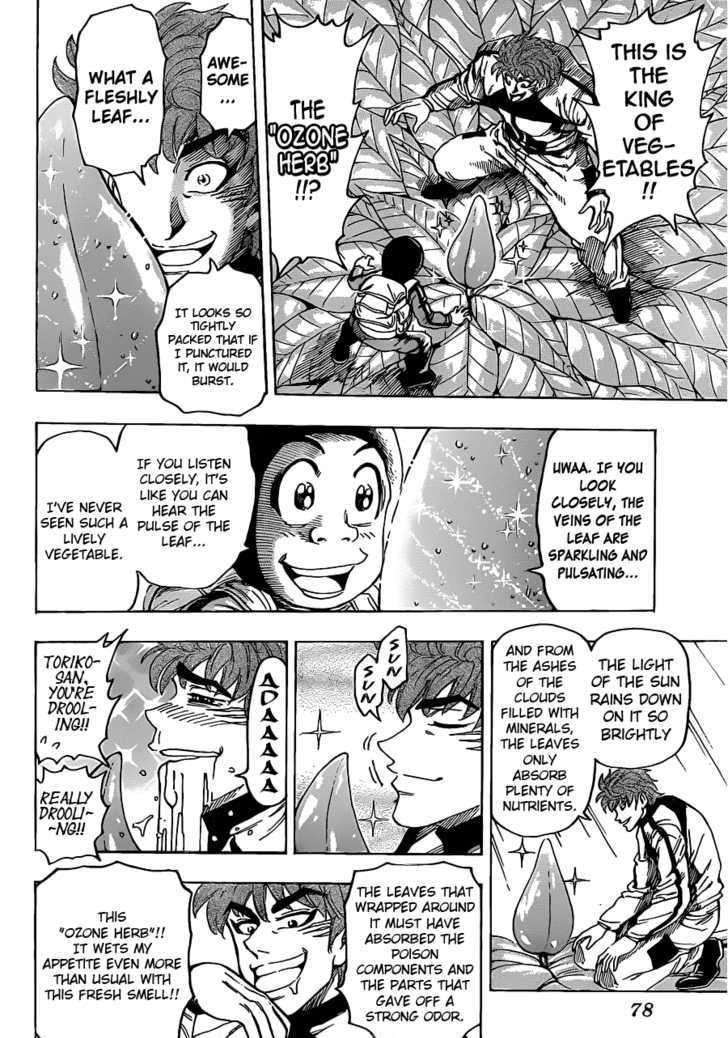 THIS IS
THE
KING
OF
VEG-
ETABLES
!!
THE
"OZONE
HERB"
!!?
AWE-
SOME
...
WHAT A
FLESHLY
LEAF...
IT LOOKS SO
TIGHTLY
PACKED THAT IF
I PUNCTURED
IT, IT WOULD
BURST.
UWAA. IF YOU
LOOK
CLOSELY, THE
VEINS OF THE
LEAF ARE
SPARKLING AND
PULSATING...
IF YOU LISTEN
CLOSELY, IT'S
LIKE YOU CAN
HEAR THE
PULSE OF THE
LEAF...
I'VE NEVER
SEEN SUCH A
LIVELY
VEGETABLE.
THE LIGHT
OF THE SUN
RAINS DOWN
ON IT SO
BRIGHTLY
AND FROM
THE ASHES
OF THE
CLOUDS
FILLED WITH
MINERALS,
THE LEAVES
ONLY
ABSORB
PLENTY OF
NUTRIENTS.
SUN
SUN
ADAAAAA
TORIKO-
SAN,
YOU'RE
DROOL-
ING!!
REALLY
DROOLI-
~NG!!
THE LEAVES THAT
WRAPPED AROUND
IT MUST HAVE
ABSORBED THE
POISON
COMPONENTS AND
THE PARTS THAT
GAVE OFF A
STRONG ODOR.
THIS
"OZONE HERB"!!
IT WETS MY
APPETITE EVEN MORE
THAN USUAL WITH
THIS FRESH SMELL!!
78